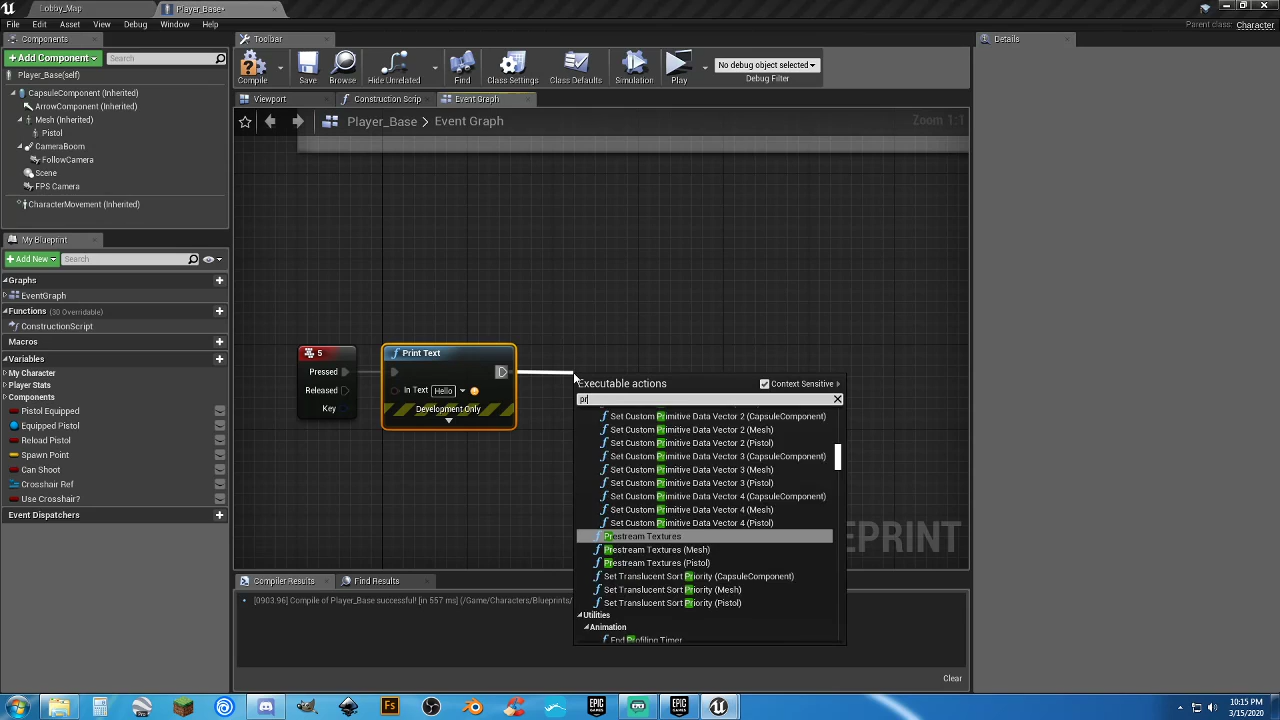 Lobby_Map
Player_Base*
File Edit Asset View Debug Window Help
Parent class: Character
Components
Toolbar
Details
Add Component
Search
Player_Base(self)
CapsuleComponent (Inherited)
ArrowComponent (Inherited)
Mesh (Inherited)
Pistol
CameraBoom
FollowCamera
Scene
FPS Camera
CharacterMovement (Inherited)
Compile
Save
Browse
Hide Unrelated
Find
Class Settings
Class Defaults
Simulation
Play
No debug object selected
Debug Filter
Viewport
Construction Scrip
Event Graph
Player_Base > Event Graph
Zoom 1:1
My Blueprint
Add New
Search
Graphs
EventGraph
Functions (30 Overridable)
ConstructionScript
Macros
Variables
My Character
Player Stats
Components
Pistol Equipped
Equipped Pistol
Reload Pistol
Spawn Point
Can Shoot
Crosshair Ref
Use Crosshair?
Event Dispatchers
5
Pressed
Released
Key
Print Text
In Text Hello
Development Only
Executable actions
Context Sensitive
pr
Set Custom Primitive Data Vector 2 (CapsuleComponent)
Set Custom Primitive Data Vector 2 (Mesh)
Set Custom Primitive Data Vector 2 (Pistol)
Set Custom Primitive Data Vector 3 (CapsuleComponent)
Set Custom Primitive Data Vector 3 (Mesh)
Set Custom Primitive Data Vector 3 (Pistol)
Set Custom Primitive Data Vector 4 (CapsuleComponent)
Set Custom Primitive Data Vector 4 (Mesh)
Set Custom Primitive Data Vector 4 (Pistol)
Prestream Textures
Prestream Textures (Mesh)
Prestream Textures (Pistol)
Set Translucent Sort Priority (CapsuleComponent)
Set Translucent Sort Priority (Mesh)
Set Translucent Sort Priority (Pistol)
Utilities
Animation
End Profiling Timer
EPRINT
Compiler Results
Find Results
[0903.96] Compile of Player_Base successful! [in 557 ms] (/Game/Characters/Blueprints/
Clear
Pro
Fs
EPIC GAMES
EPIC GAMES
10:15 PM
3/15/2020